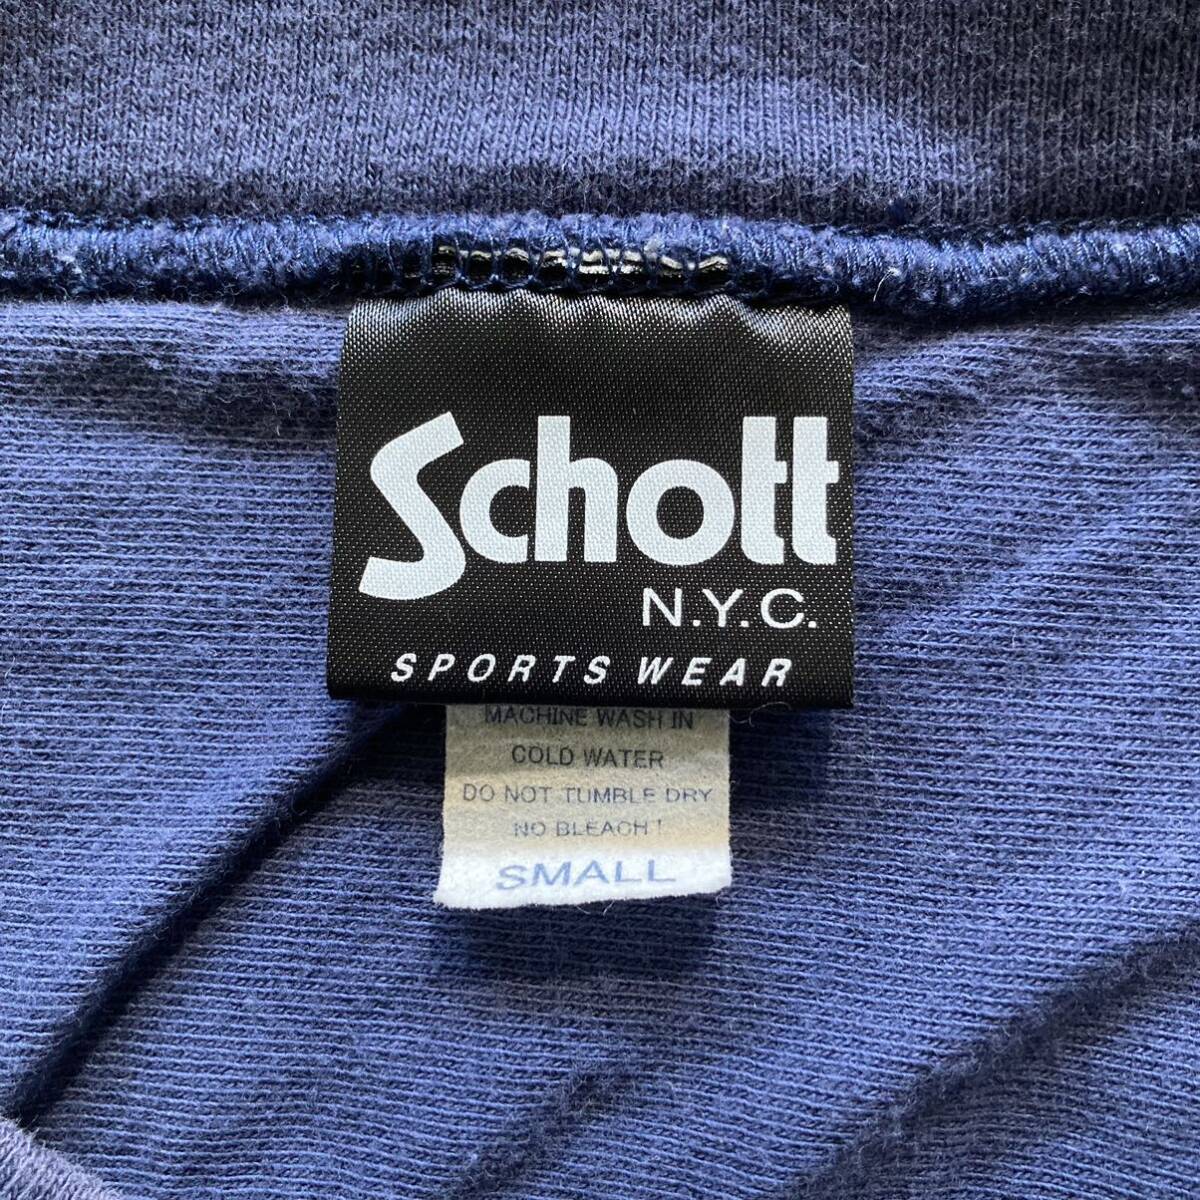 Schott
N.Y.C.
SPORTS WEAR
MACHINE WASH IN
COLD WATER
DO NOT TUMBLE DRY
NO BLEACH!
SMALL